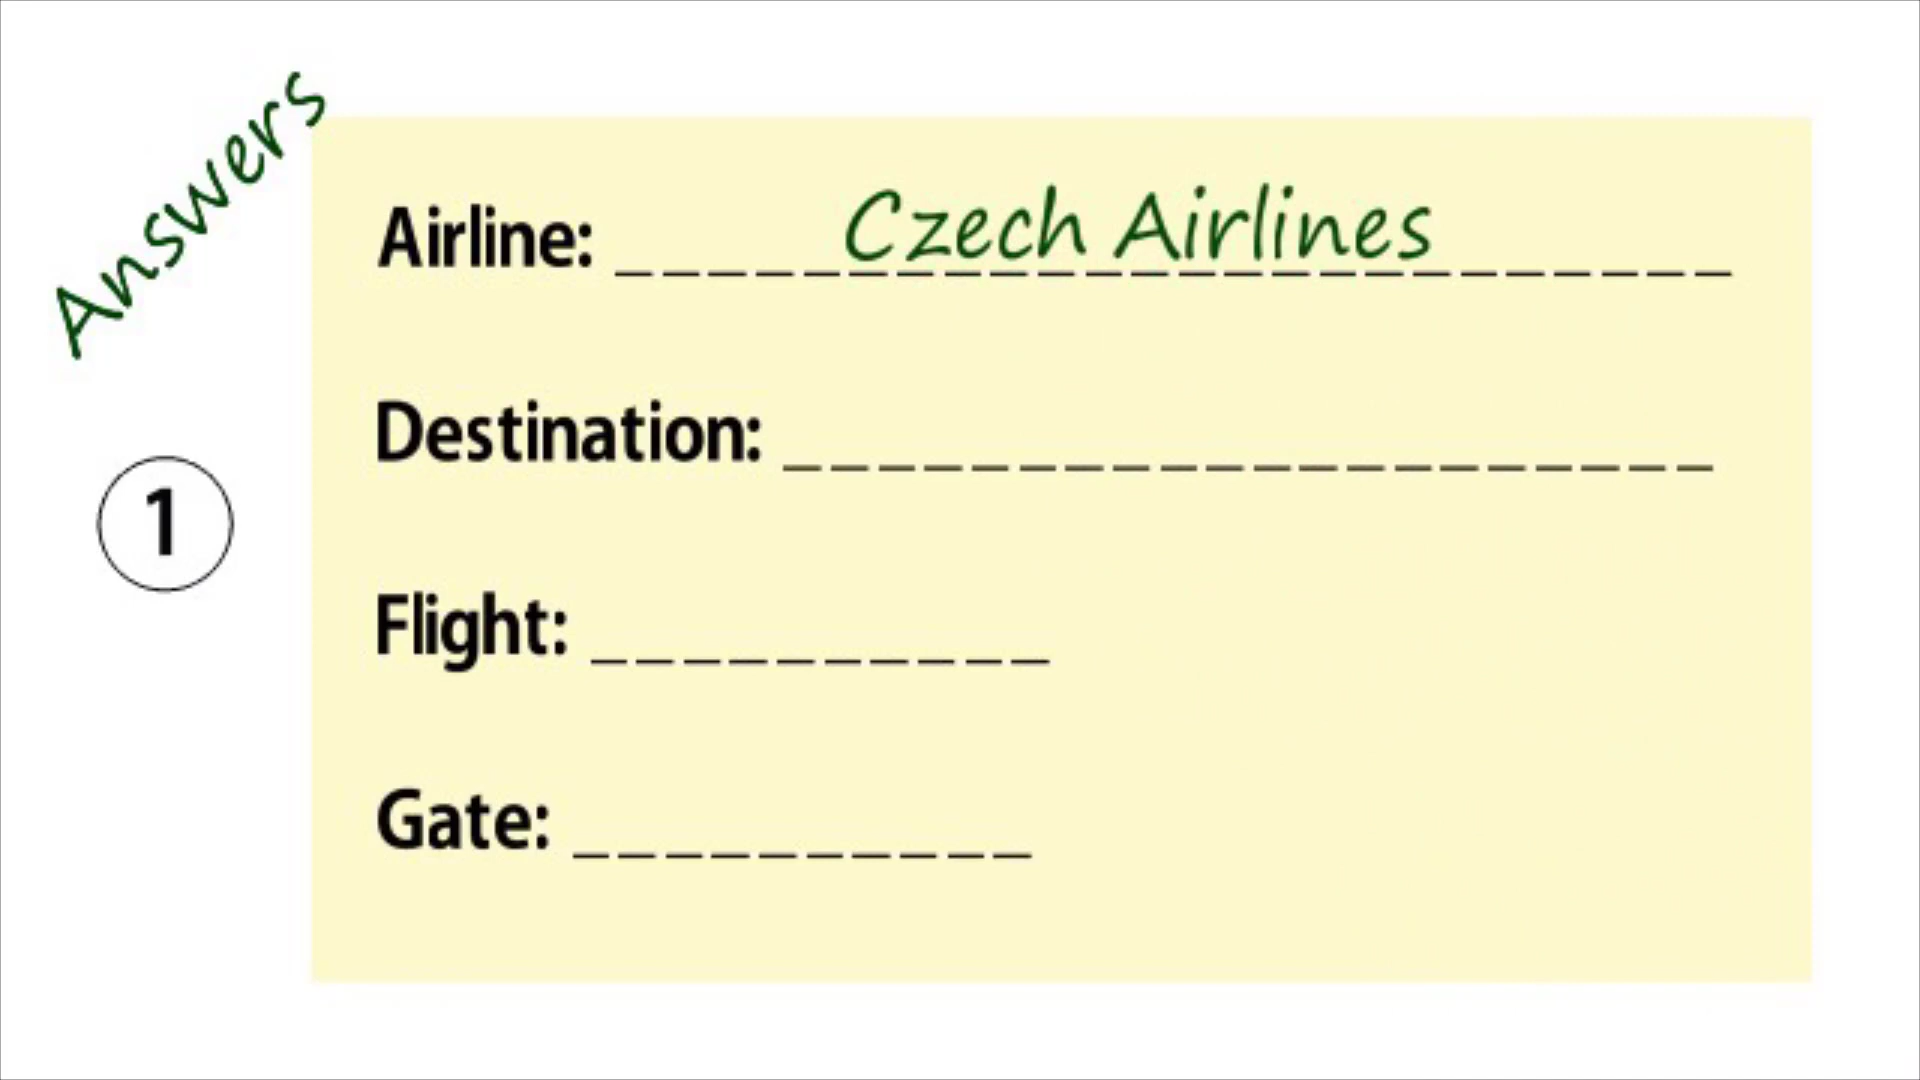 Answers
Airline: Czech Airlines
Destination:
Flight:
1
Gate: